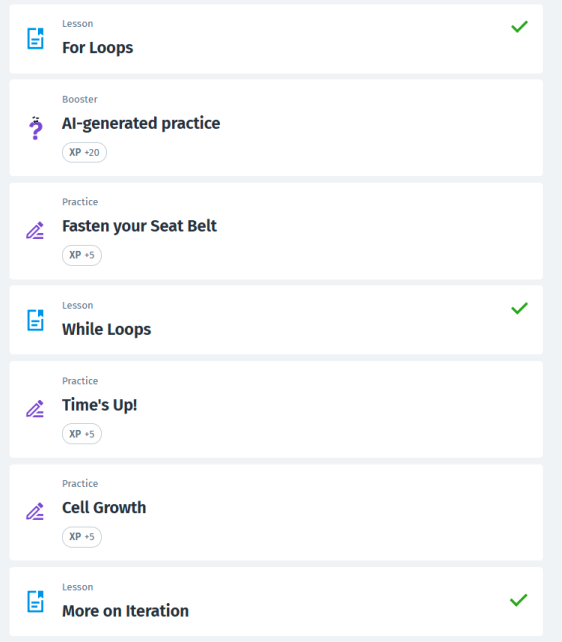 Lesson
For Loops
Booster
AI-generated practice
XP +20
Practice
Fasten your Seat Belt
XP +5
Lesson
While Loops
Practice
Time's Up!
XP +5
Practice
Cell Growth
XP +5
Lesson
More on Iteration